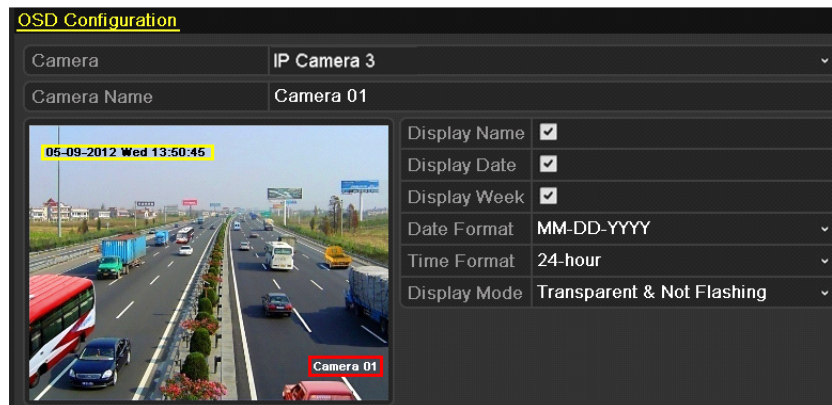 OSD Configuration
Camera IP Camera 3
Camera Name Camera 01
05-09-2012 Wed 13:50:45
Camera 01
Display Name
Display Date
Display Week
Date Format MM-DD-YYYY
Time Format 24-hour
Display Mode Transparent & Not Flashing